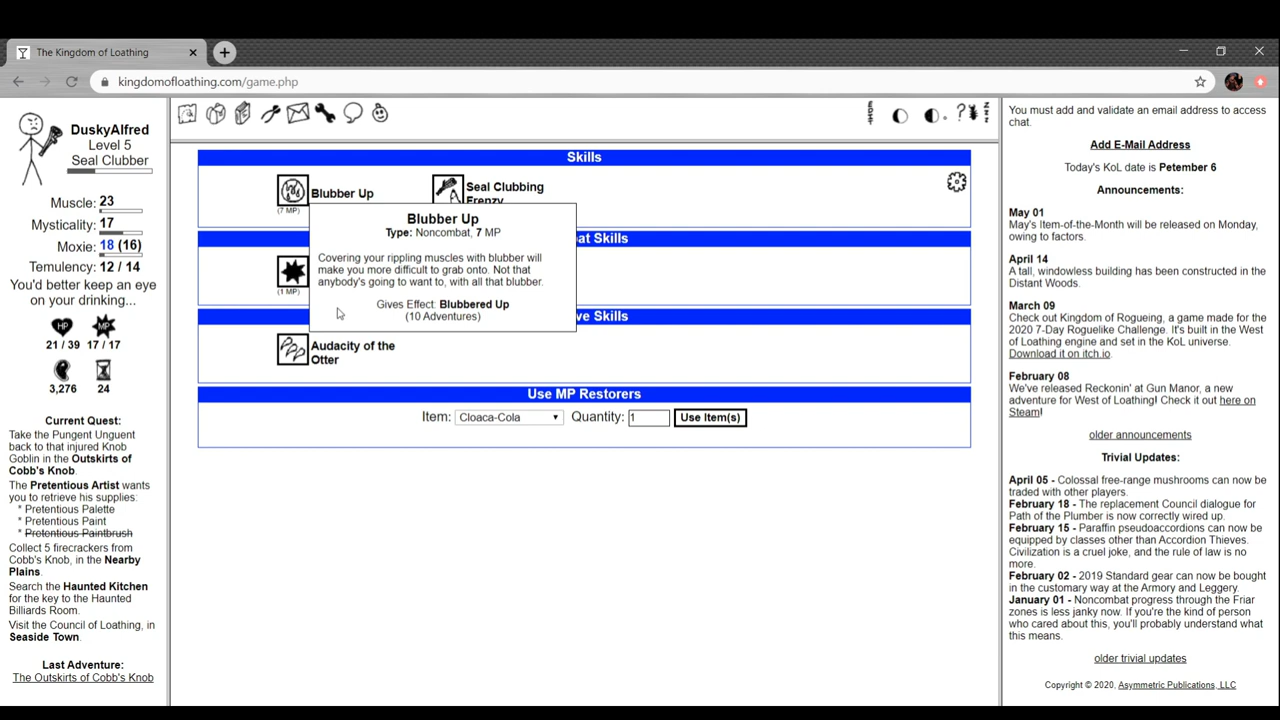 The Kingdom of Loathing
kingdomofloathing.com/game.php
DuskyAlfred
Level 5
Seal Clubber
Muscle: 23
Mysticality: 17
Moxie: 18 (16)
Temulency: 12 / 14
You'd better keep an eye
on your drinking...
HP MP
21 / 39 17 / 17
3,276 24
Current Quest:
Take the Pungent Unguent
back to that injured Knob
Goblin in the Outskirts of
Cobb's Knob.
The Pretentious Artist wants
you to retrieve his supplies:
* Pretentious Palette
* Pretentious Paint
* Pretentious Paintbrush
Collect 5 firecrackers from
Cobb's Knob, in the Nearby
Plains.
Search the Haunted Kitchen
for the key to the Haunted
Billiards Room.
Visit the Council of Loathing, in
Seaside Town.
Last Adventure:
The Outskirts of Cobb's Knob
Skills
Blubber Up
(7 MP)
Seal Clubbing
Frenzy
Blubber Up
Type: Noncombat, 7 MP
Covering your rippling muscles with blubber will
make you more difficult to grab onto. Not that
anybody's going to want to, with all that blubber.
Gives Effect: Blubbered Up
(10 Adventures)
at Skills
(1 MP)
ve Skills
Audacity of the
Otter
Use MP Restorers
Item: Cloaca-Cola Quantity: 1 Use Item(s)
You must add and validate an email address to access
chat.
Add E-Mail Address
Today's KoL date is Petember 6
Announcements:
May 01
May's Item-of-the-Month will be released on Monday,
owing to factors.
April 14
A tall, windowless building has been constructed in the
Distant Woods.
March 09
Check out Kingdom of Rogueing, a game made for the
2020 7-Day Roguelike Challenge. It's built in the West
of Loathing engine and set in the KoL universe.
Download it on itch.io.
February 08
We've released Reckonin' at Gun Manor, a new
adventure for West of Loathing! Check it out here on
Steam!
older announcements
Trivial Updates:
April 05 - Colossal free-range mushrooms can now be
traded with other players.
February 18 - The replacement Council dialogue for
Path of the Plumber is now correctly wired up.
February 15 - Paraffin pseudoaccordions can now be
equipped by classes other than Accordion Thieves.
Civilization is a cruel joke, and the rule of law is no
more.
February 02 - 2019 Standard gear can now be bought
in the customary way at the Armory and Leggery.
January 01 - Noncombat progress through the Friar
zones is less janky now. If you're the kind of person
who cared about this, you'll probably understand what
this means.
older trivial updates
Copyright © 2020, Asymmetric Publications, LLC